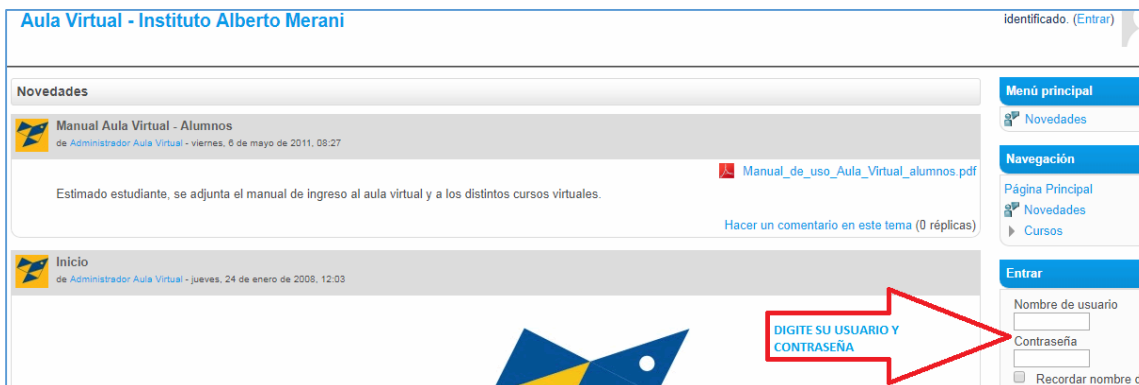 Aula Virtual - Instituto Alberto Merani
identificado. (Entrar)
Novedades
Manual Aula Virtual - Alumnos
de Administrador Aula Virtual - viernes, 6 de mayo de 2011, 08:27
Manual_de_uso_Aula_Virtual_alumnos.pdf
Estimado estudiante, se adjunta el manual de ingreso al aula virtual y a los distintos cursos virtuales.
Hacer un comentario en este tema (0 réplicas)
Inicio
de Administrador Aula Virtual - jueves, 24 de enero de 2008, 12:03
DIGITE SU USUARIO Y
CONTRASEÑA
Menú principal
Novedades
Navegación
Página Principal
Novedades
Cursos
Entrar
Nombre de usuario
Contraseña
Recordar nombre